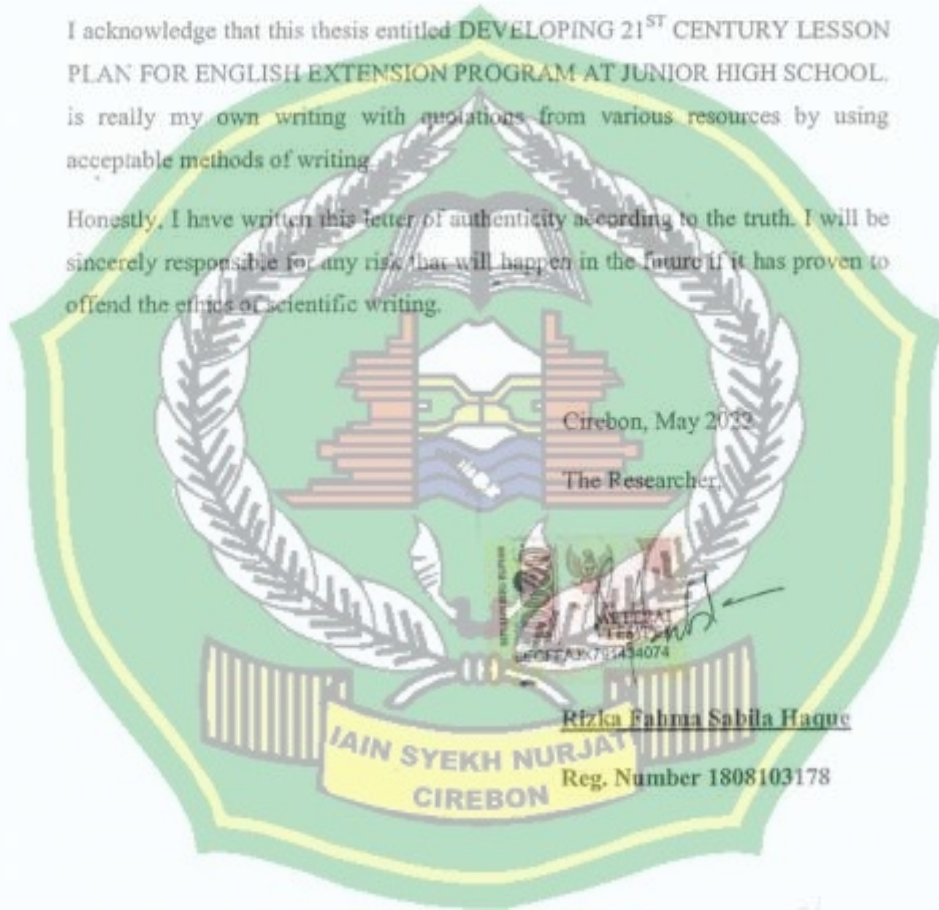 I acknowledge that this thesis entitled DEVELOPING 21ST CENTURY LESSON
PLAN FOR ENGLISH EXTENSION PROGRAM AT JUNIOR HIGH SCHOOL,
is really my own writing with quotations from various resources by using
acceptable methods of writing.
Honestly, I have written this letter of authenticity according to the truth. I will be
sincerely responsible for any risk that will happen in the future if it has proven to
offend the ethics of scientific writing.
Cirebon, May 2022
The Researcher,
Rizka Fahma Sabila Haque
Reg. Number 1808103178
IAIN SYEKH NURJATI
CIREBON